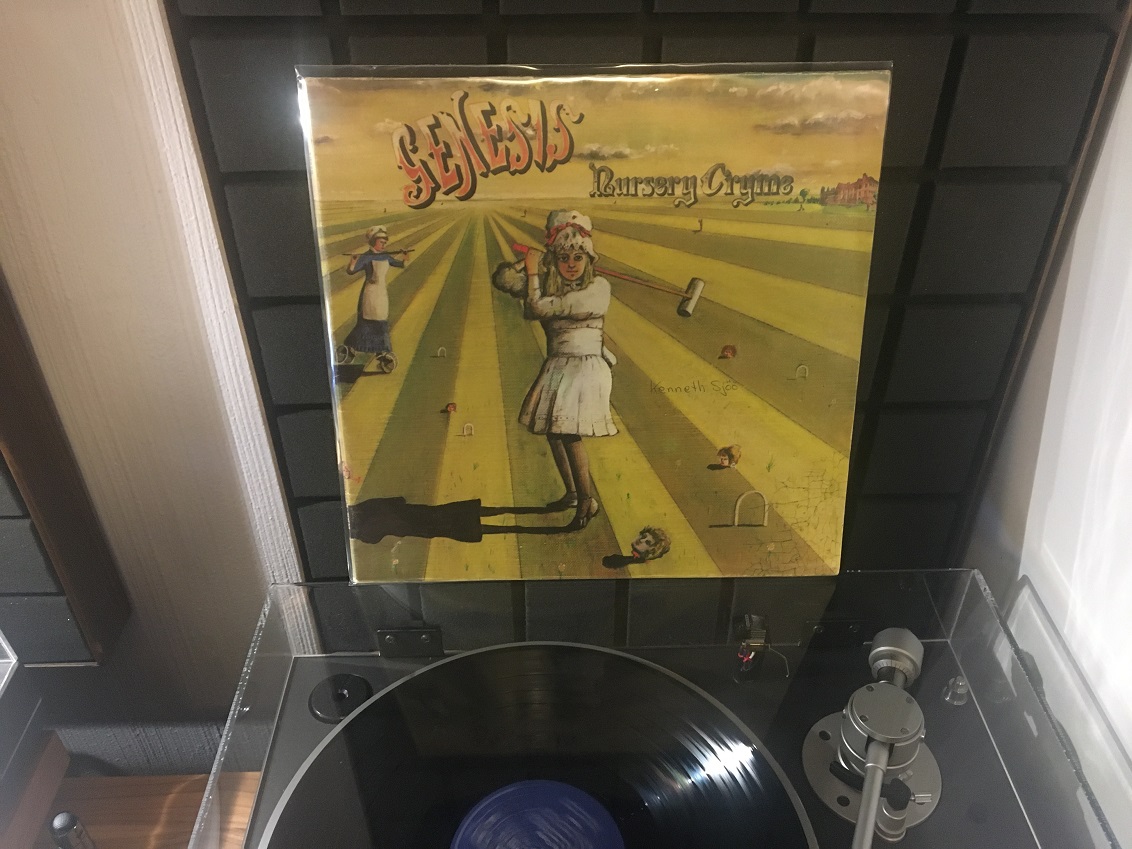 GENESIS
Nursery Cryme
Kenneth Sjöö